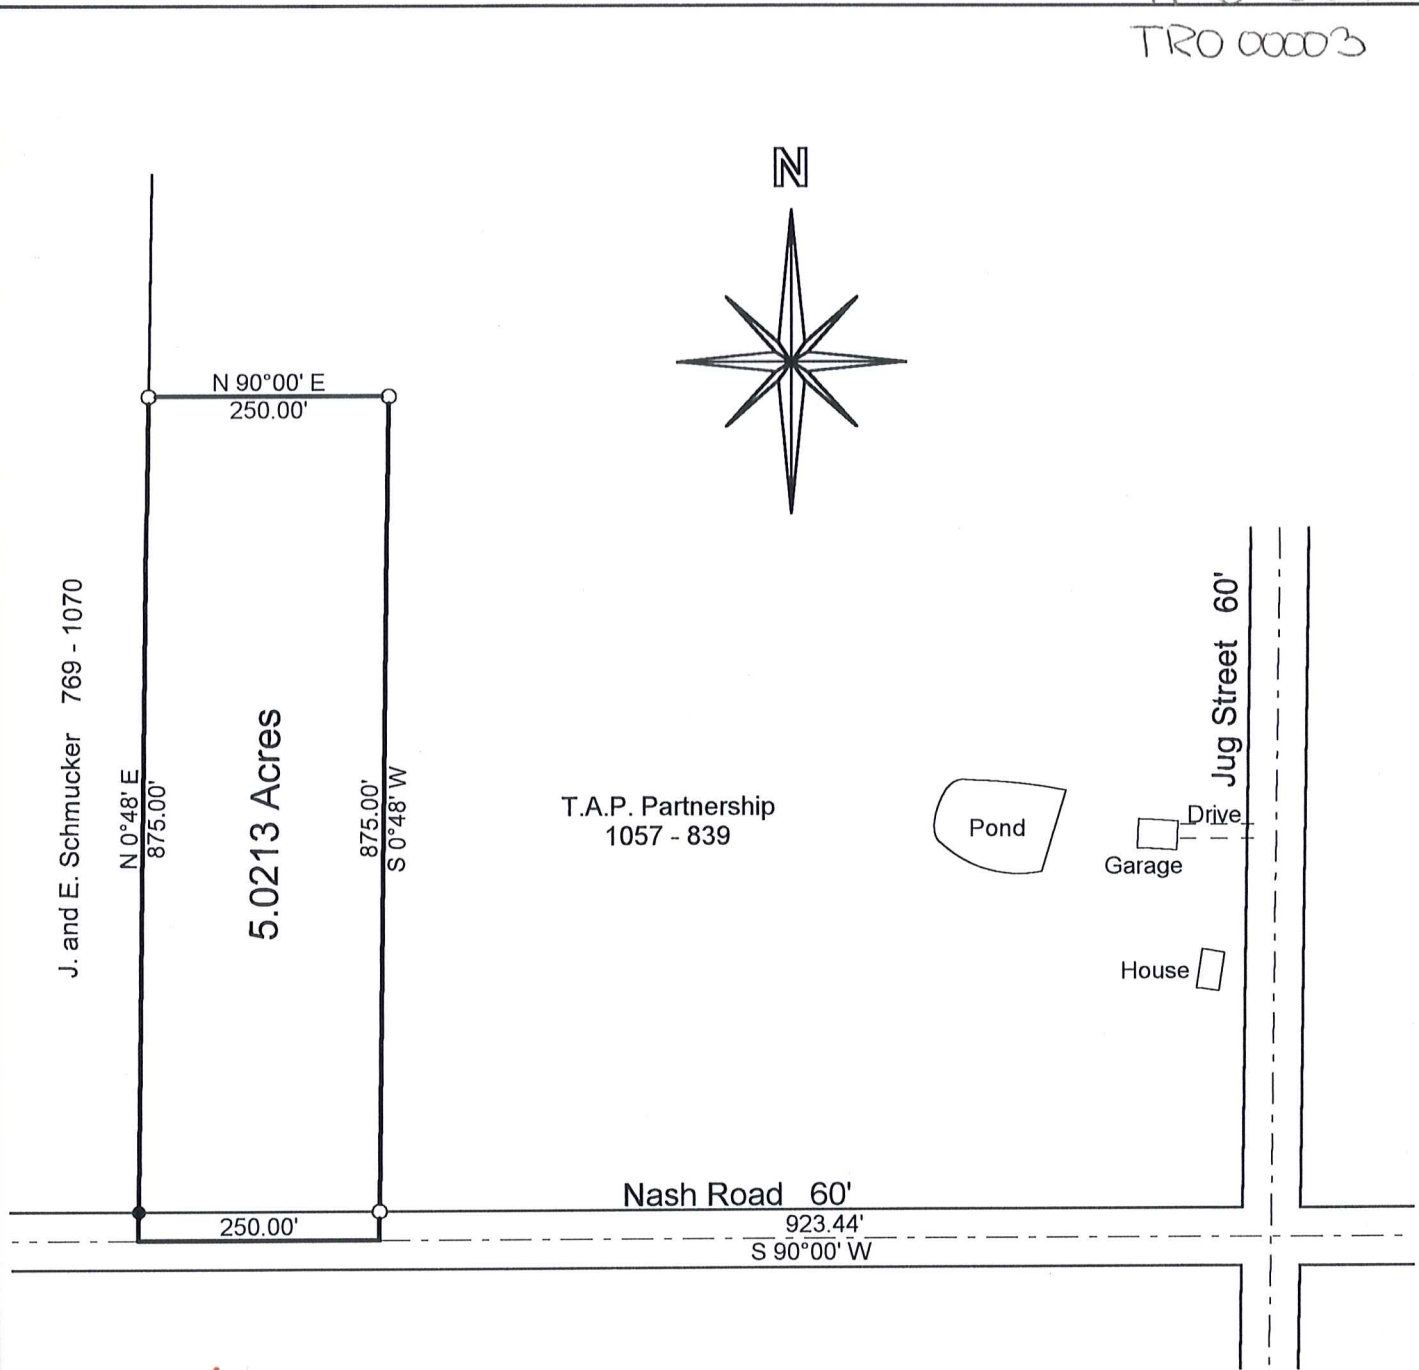 TRO 00003
N
N 90°00' E
250.00'
J. and E. Schmucker 769 - 1070
N 0°48' E
875.00'
5.0213 Acres
875.00'
S 0°48' W
T.A.P. Partnership
1057 - 839
Pond
Jug Street 60'
Drive
Garage
House
Nash Road 60'
250.00'
923.44'
S 90°00' W